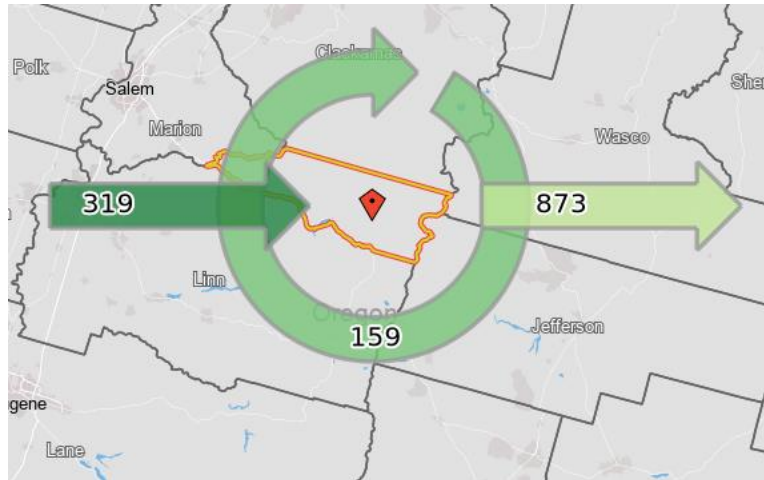 Clackamas
Polk
Salem
Marion
Wasco
319
873
Linn
Oregon
159
Jefferson
Lane